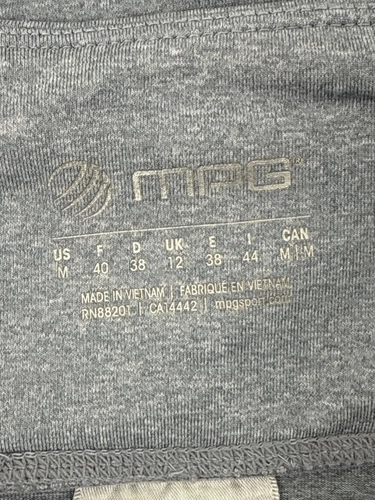 MPG
US F D UK E I CAN
M 40 38 12 38 44 M|M
MADE IN VIETNAM | FABRIQUE EN VIETNAM
RN88201 | CA14442 | mpgsport.com